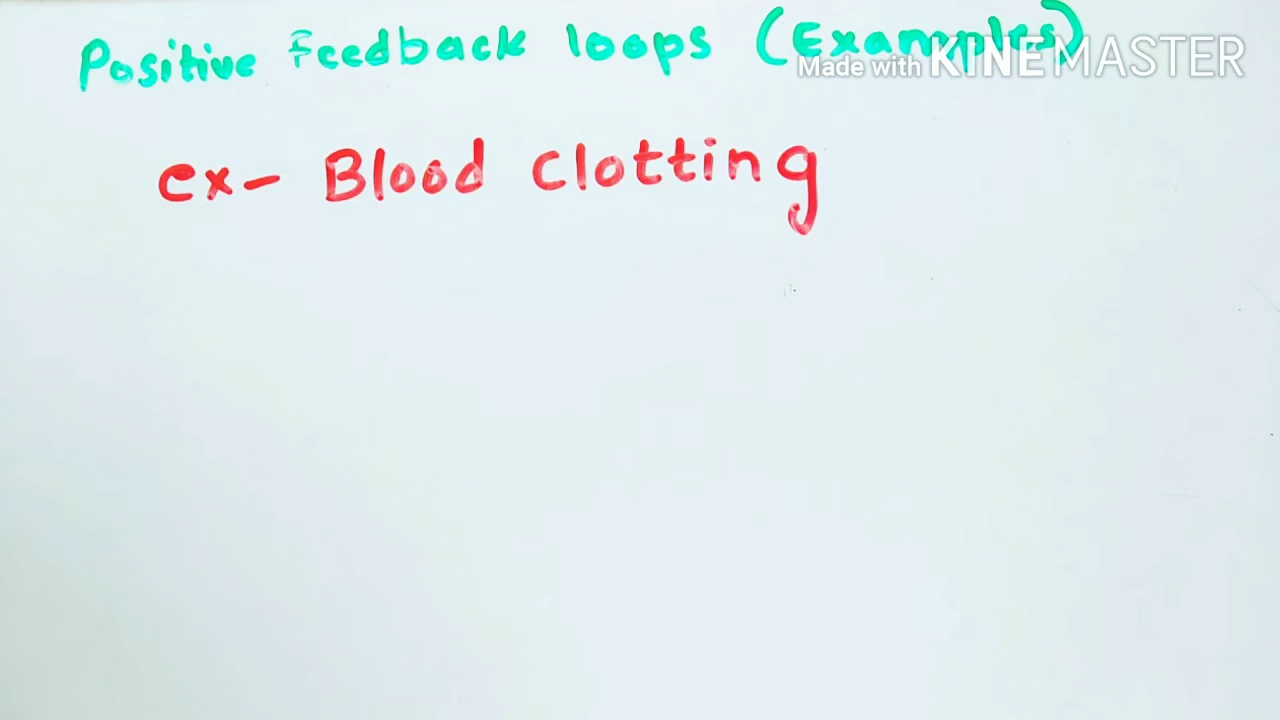 Positive Feedback loops (Examples)
Made with KINEMASTER
ex- Blood clotting